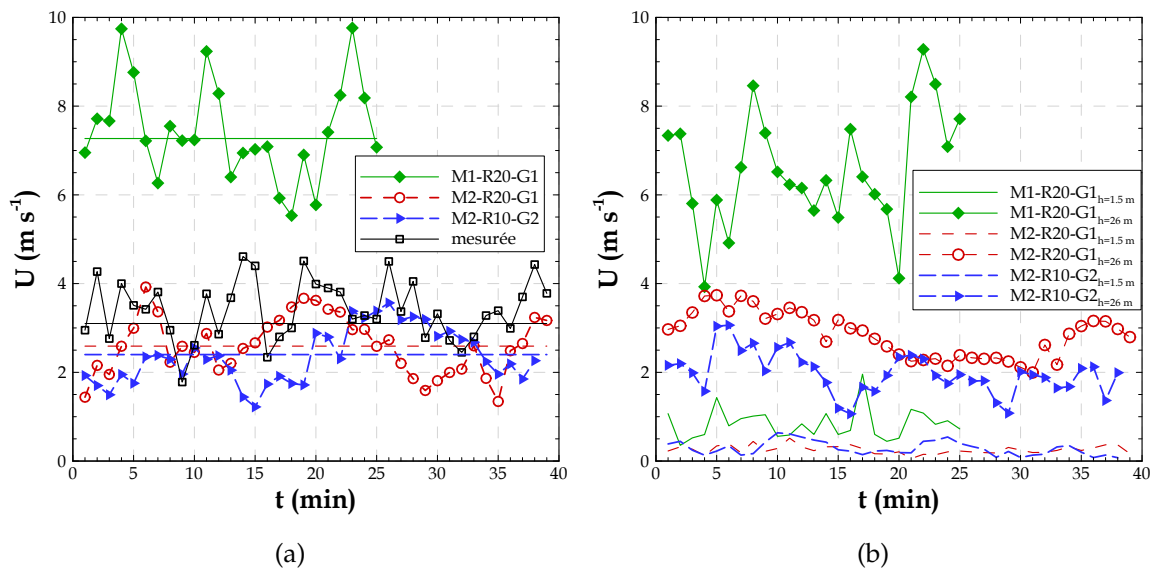 10
8
6
4
2
0
U (m s⁻¹)
0 5 10 15 20 25 30 35 40
t (min)
M1-R20-G1
M2-R20-G1
M2-R10-G2
mesurée
(a)
10
8
6
4
2
0
U (m s⁻¹)
0 5 10 15 20 25 30 35 40
t (min)
M1-R20-G1h=1.5 m
M1-R20-G1h=26 m
M2-R20-G1h=1.5 m
M2-R20-G1h=26 m
M2-R10-G2h=1.5 m
M2-R10-G2h=26 m
(b)